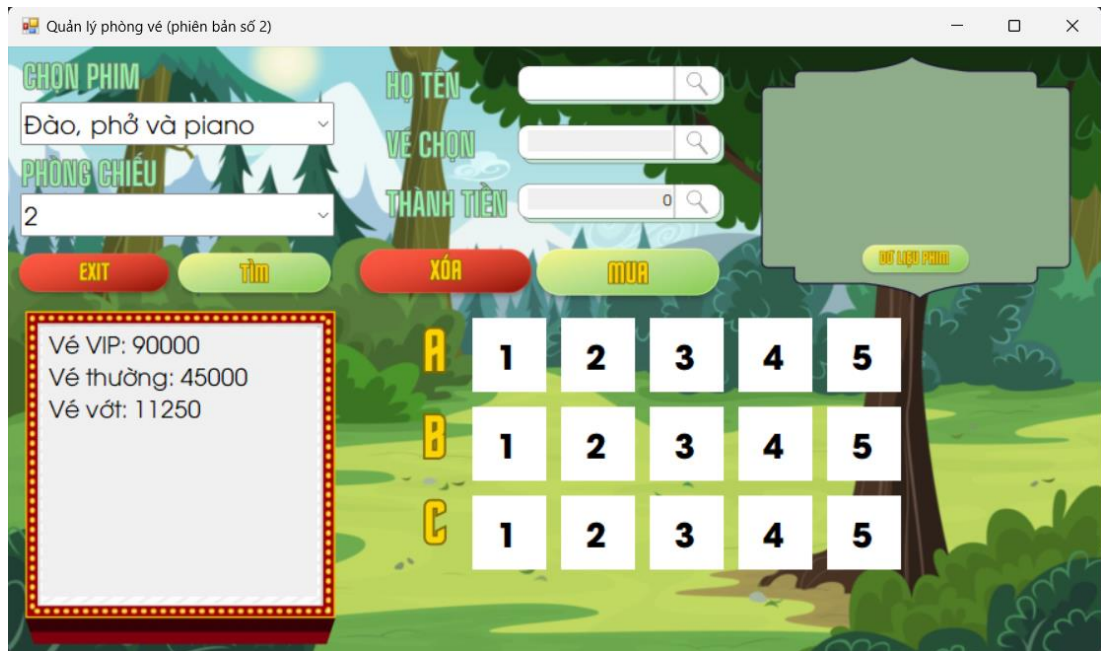 Quản lý phòng vé (phiên bản số 2)
CHỌN PHIM
Đào, phở và piano
PHÒNG CHIẾU
2
EXIT
TÌM
HỌ TÊN
VÉ CHỌN
THÀNH TIỀN
0
XÓA
MUA
DỮ LIỆU PHIM
Vé VIP: 90000
Vé thường: 45000
Vé vớt: 11250
A 1 2 3 4 5
B 1 2 3 4 5
C 1 2 3 4 5